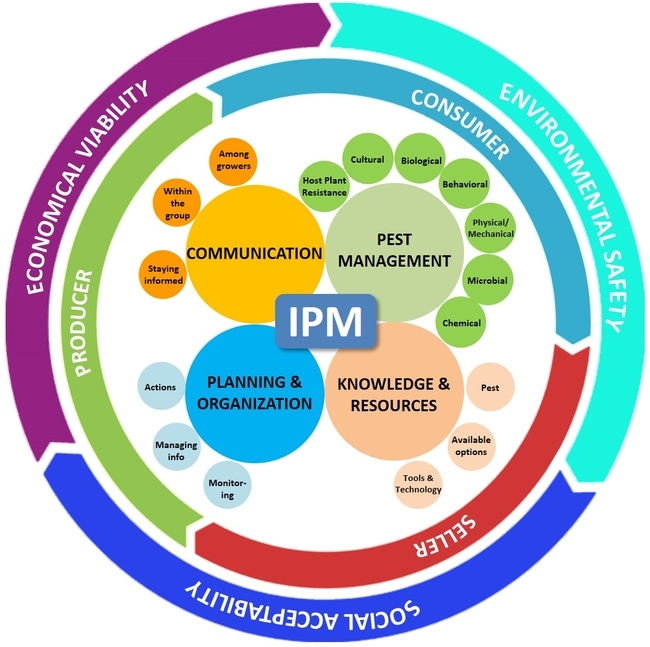 ECONOMICAL VIABILITY
ENVIRONMENTAL SAFETY
SOCIAL ACCEPTABILITY
PRODUCER
CONSUMER
SELLER
Among
growers
Within
the
group
Staying
informed
COMMUNICATION
Host Plant
Resistance
Cultural
Biological
Behavioral
Physical/
Mechanical
Microbial
Chemical
PEST
MANAGEMENT
IPM
PLANNING &
ORGANIZATION
Actions
Managing
info
Monitor-
ing
KNOWLEDGE &
RESOURCES
Pest
Available
options
Tools &
Technology